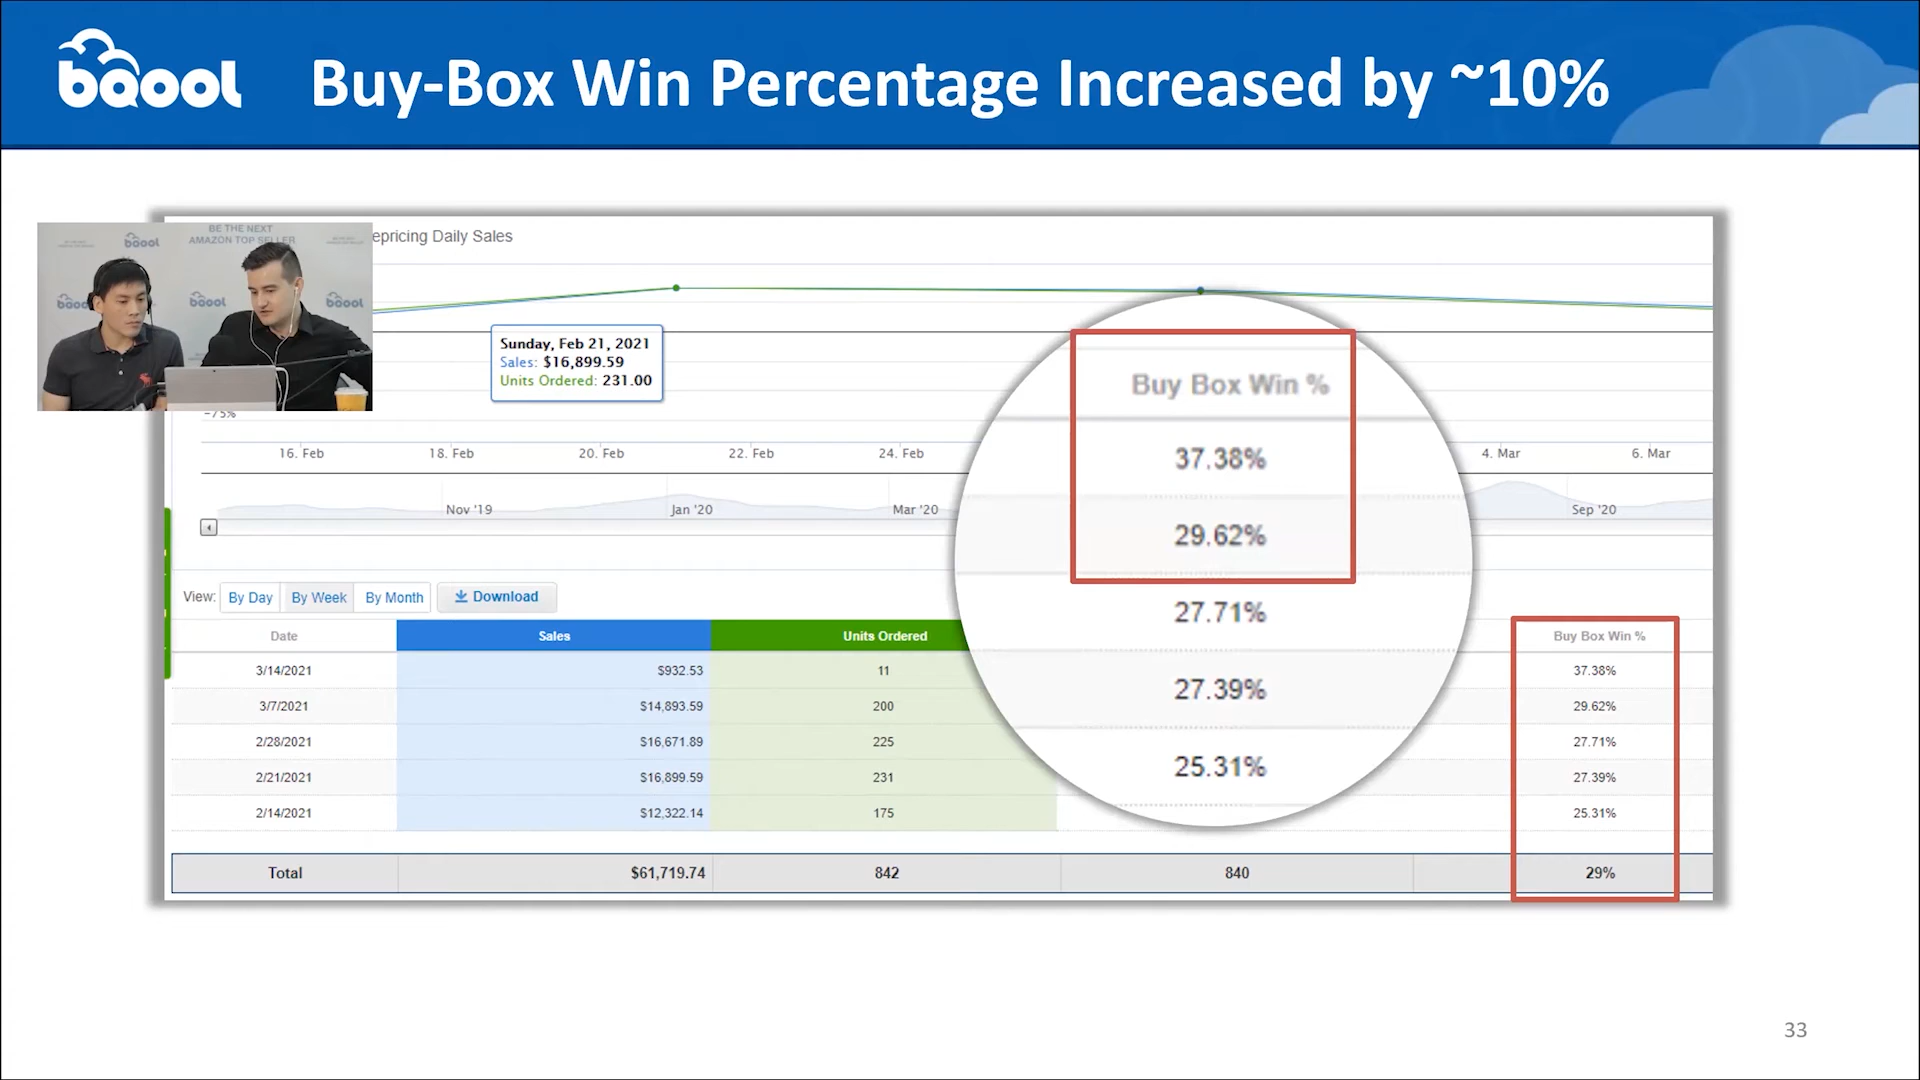 bqool
Buy-Box Win Percentage Increased by ~10%
BE THE NEXT
AMAZON TOP SELLER
bqool
bqool
bqool
bqool
epricing Daily Sales
Sunday, Feb 21, 2021
Sales: $16,899.59
Units Ordered: 231.00
-75%
16. Feb 18. Feb 20. Feb 22. Feb 24. Feb 4. Mar 6. Mar
Nov '19 Jan '20 Mar '20 Sep '20
Buy Box Win %
37.38%
29.62%
27.71%
27.39%
25.31%
View: By Day By Week By Month Download
Date Sales Units Ordered Buy Box Win %
3/14/2021 $932.53 11 37.38%
3/7/2021 $14,893.59 200 29.62%
2/28/2021 $16,671.89 225 27.71%
2/21/2021 $16,899.59 231 27.39%
2/14/2021 $12,322.14 175 25.31%
Total $61,719.74 842 840 29%
33